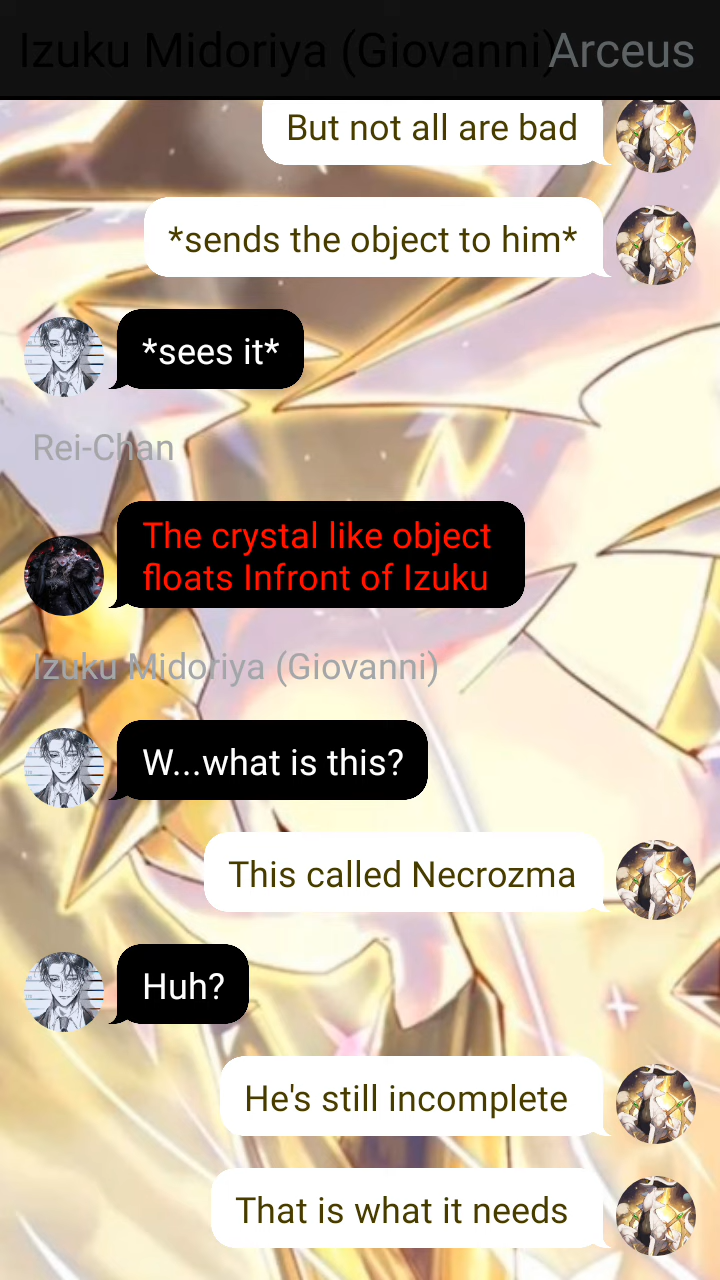 Izuku Midoriya (Giovanni)
Arceus
But not all are bad
*sends the object to him*
*sees it*
Rei-Chan
The crystal like object
floats Infront of Izuku
Izuku Midoriya (Giovanni)
W...what is this?
This called Necrozma
Huh?
He's still incomplete
That is what it needs